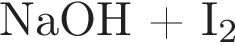 NaOH + I₂